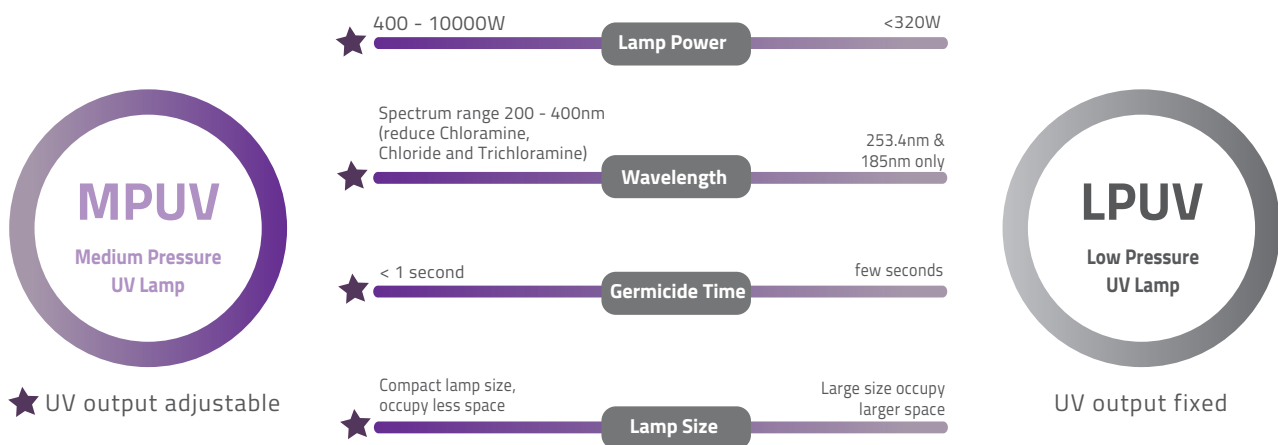 400 - 10000W
<320W
Lamp Power
Spectrum range 200 - 400nm
(reduce Chloramine,
Chloride and Trichloramine)
253.4nm &
185nm only
Wavelength
MPUV
Medium Pressure
UV Lamp
LPUV
Low Pressure
UV Lamp
< 1 second
few seconds
Germicide Time
UV output adjustable
UV output fixed
Compact lamp size,
occupy less space
Large size occupy
larger space
Lamp Size